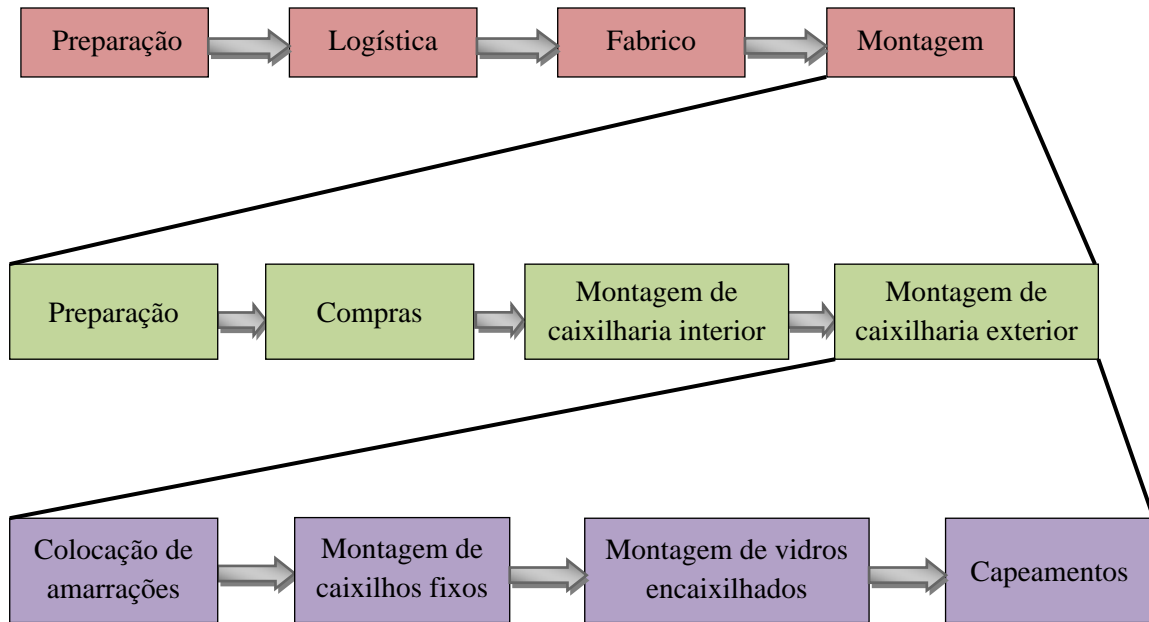 Preparação
Logística
Fabrico
Montagem
Preparação
Compras
Montagem de
caixilharia interior
Montagem de
caixilharia exterior
Colocação de
amarrações
Montagem de
caixilhos fixos
Montagem de vidros
encaixilhados
Capeamentos